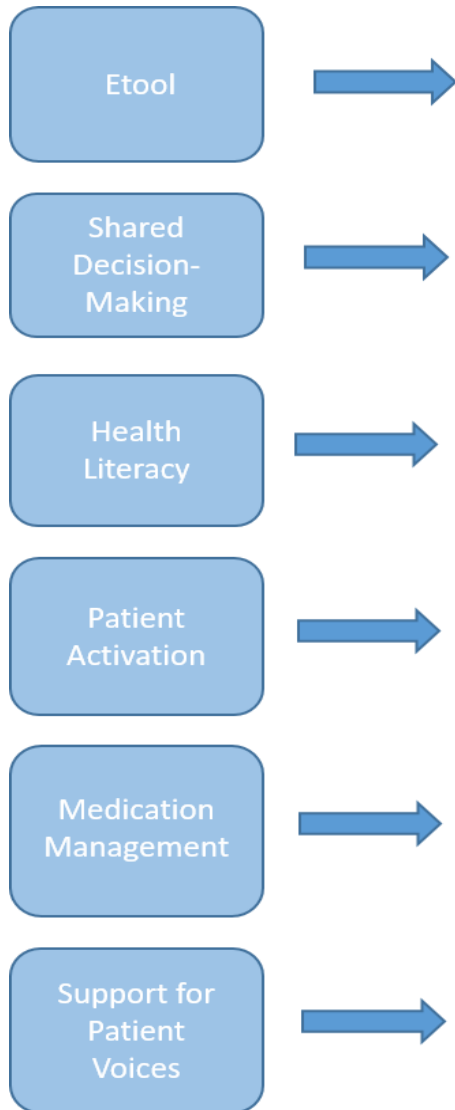 Etool
Shared
Decision-
Making
Health
Literacy
Patient
Activation
Medication
Management
Support for
Patient
Voices